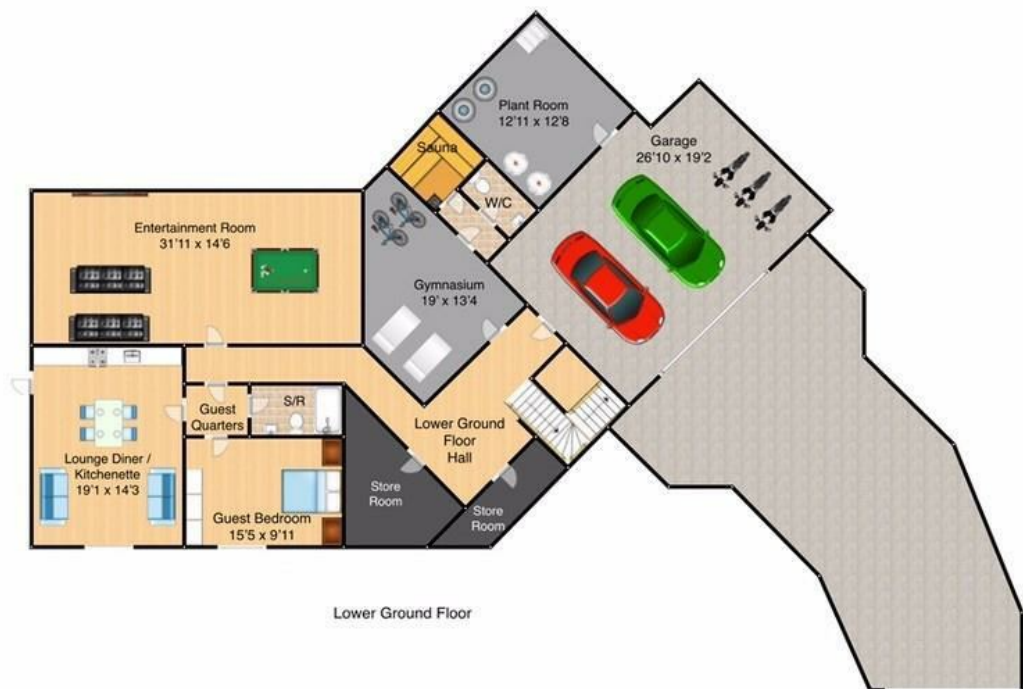 Plant Room
12'11 x 12'8
Garage
26'10 x 19'2
Sauna
W/C
Entertainment Room
31'11 x 14'6
Gymnasium
19' x 13'4
S/R
Guest
Quarters
Lower Ground
Floor
Hall
Lounge Diner /
Kitchenette
19'1 x 14'3
Store
Room
Guest Bedroom
15'5 x 9'11
Store
Room
Lower Ground Floor